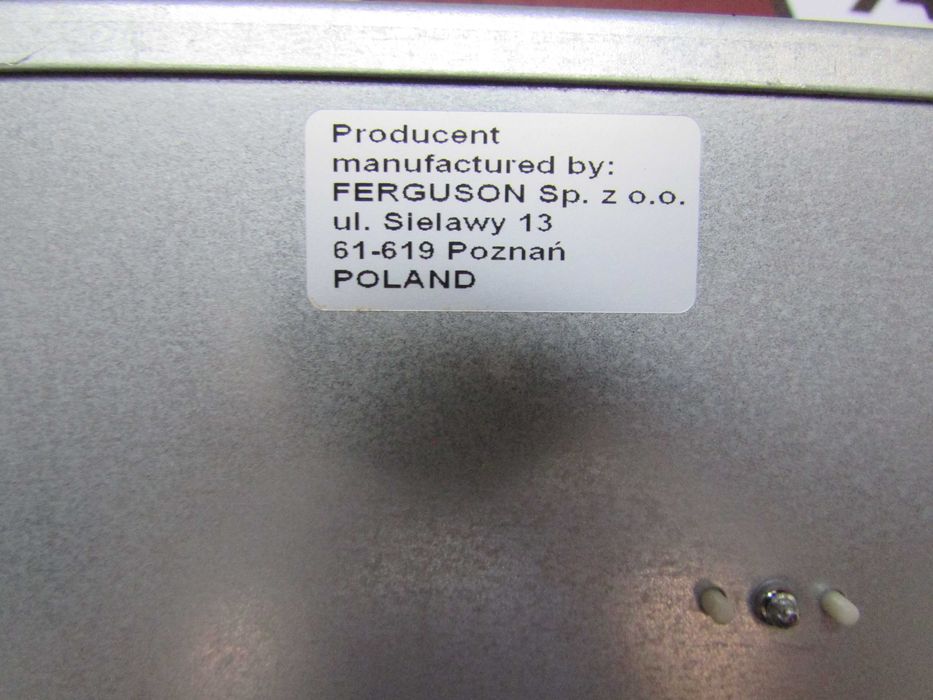 Producent
manufactured by:
FERGUSON Sp. z o.o.
ul. Sielawy 13
61-619 Poznań
POLAND